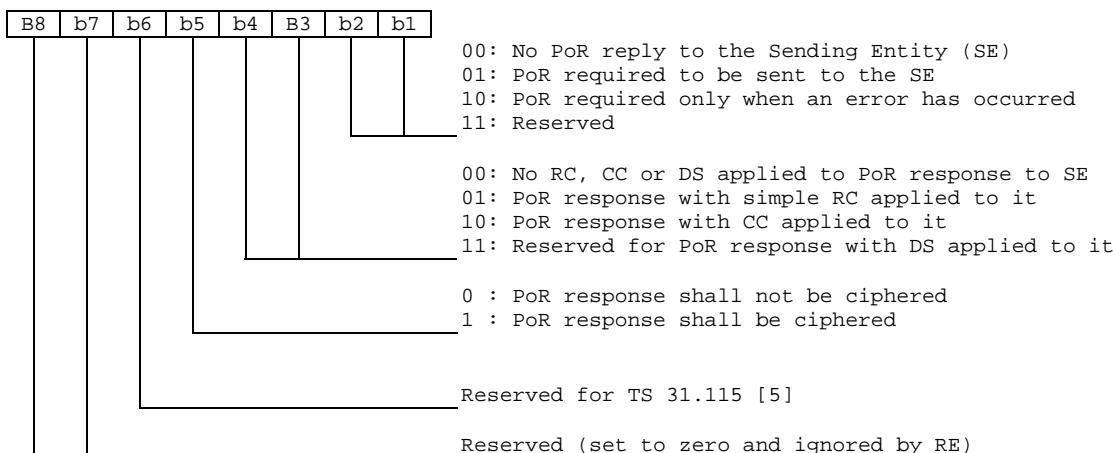 B8 b7 b6 b5 b4 B3 b2 b1
00: No PoR reply to the Sending Entity (SE)
01: PoR required to be sent to the SE
10: PoR required only when an error has occurred
11: Reserved
00: No RC, CC or DS applied to PoR response to SE
01: PoR response with simple RC applied to it
10: PoR response with CC applied to it
11: Reserved for PoR response with DS applied to it
0 : PoR response shall not be ciphered
1 : PoR response shall be ciphered
Reserved for TS 31.115 [5]
Reserved (set to zero and ignored by RE)